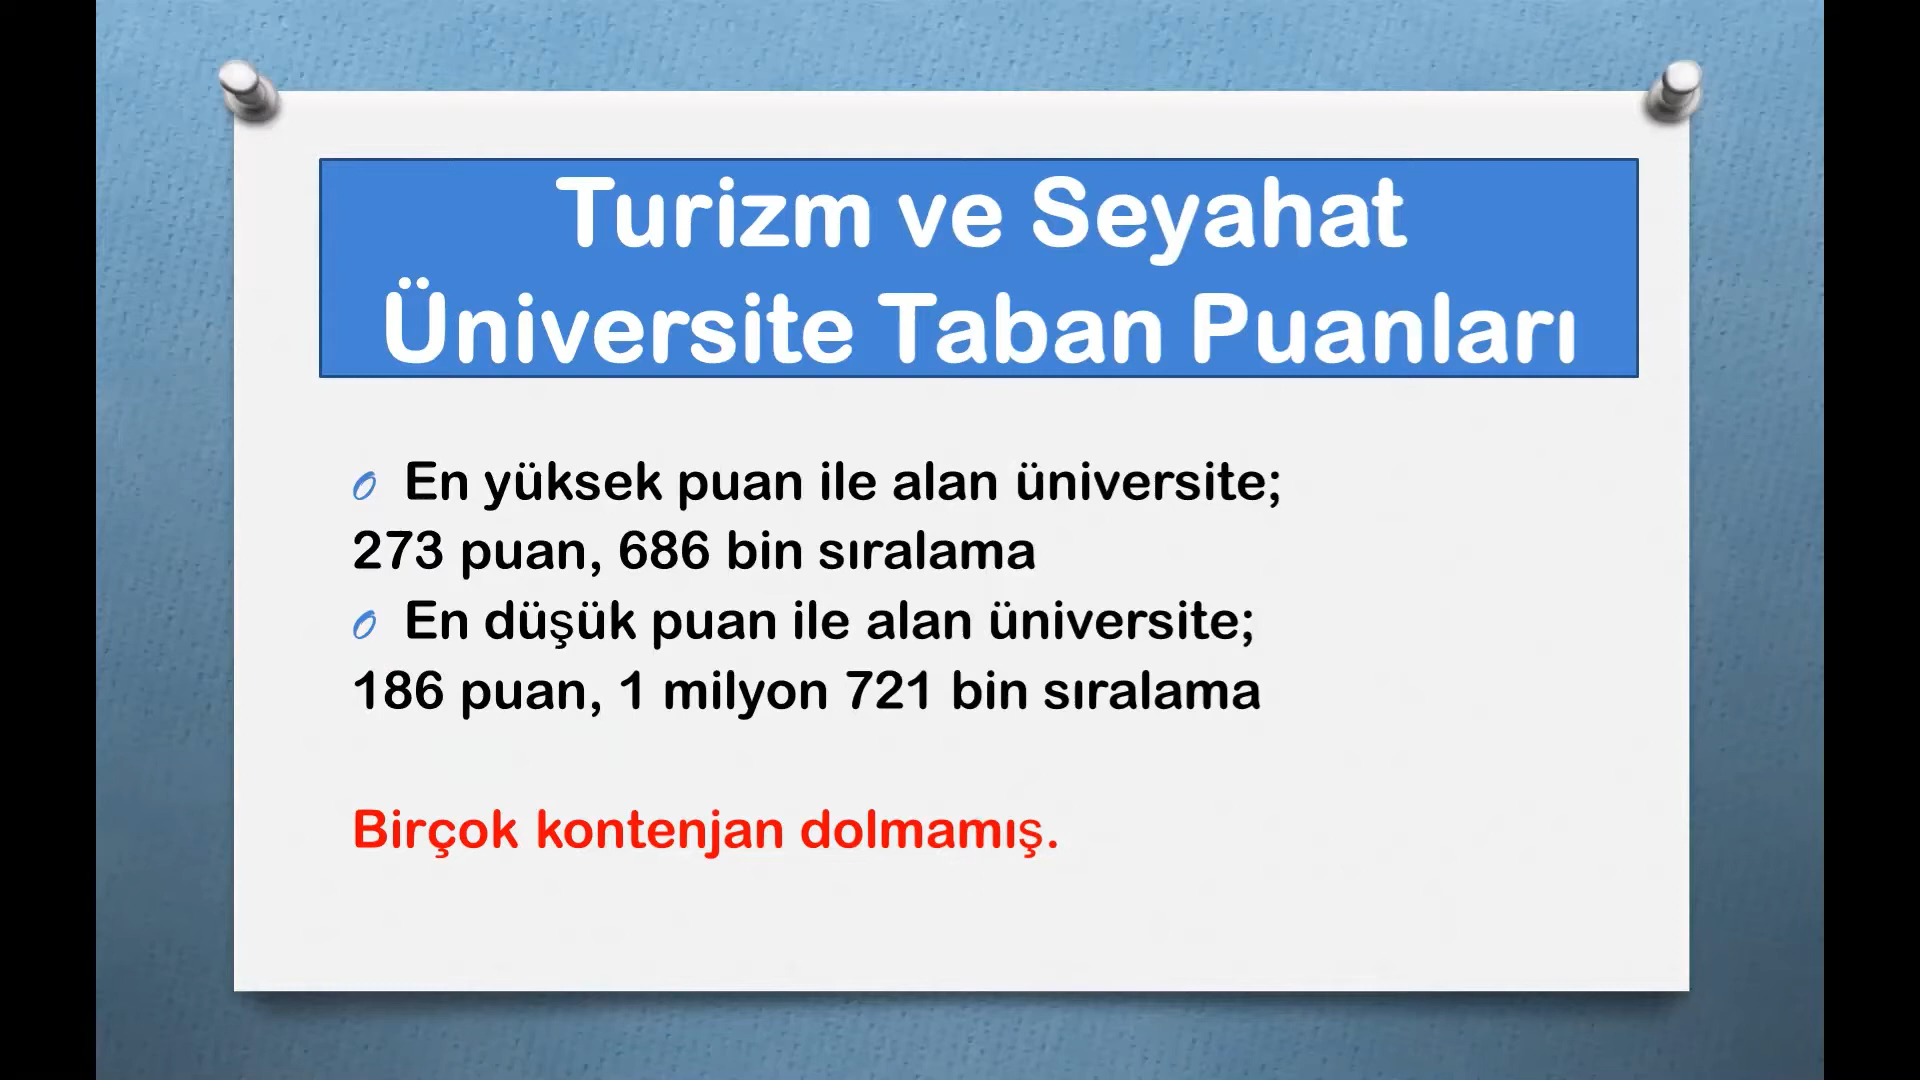 Turizm ve Seyahat
Üniversite Taban Puanları
En yüksek puan ile alan üniversite;
273 puan, 686 bin sıralama
En düşük puan ile alan üniversite;
186 puan, 1 milyon 721 bin sıralama
Birçok kontenjan dolmamış.